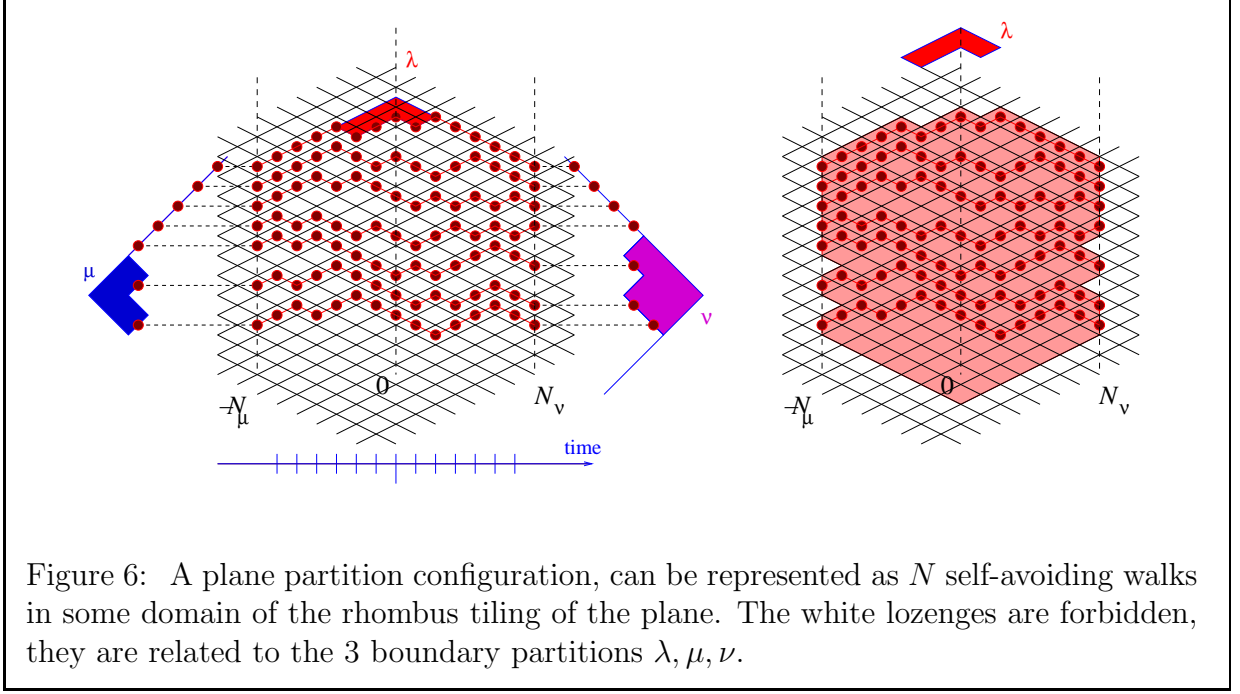 λ
λ
μ
ν
0
0
-N_μ
N_ν
-N_μ
N_ν
time
Figure 6: A plane partition configuration, can be represented as N self-avoiding walks
in some domain of the rhombus tiling of the plane. The white lozenges are forbidden,
they are related to the 3 boundary partitions λ, μ, ν.